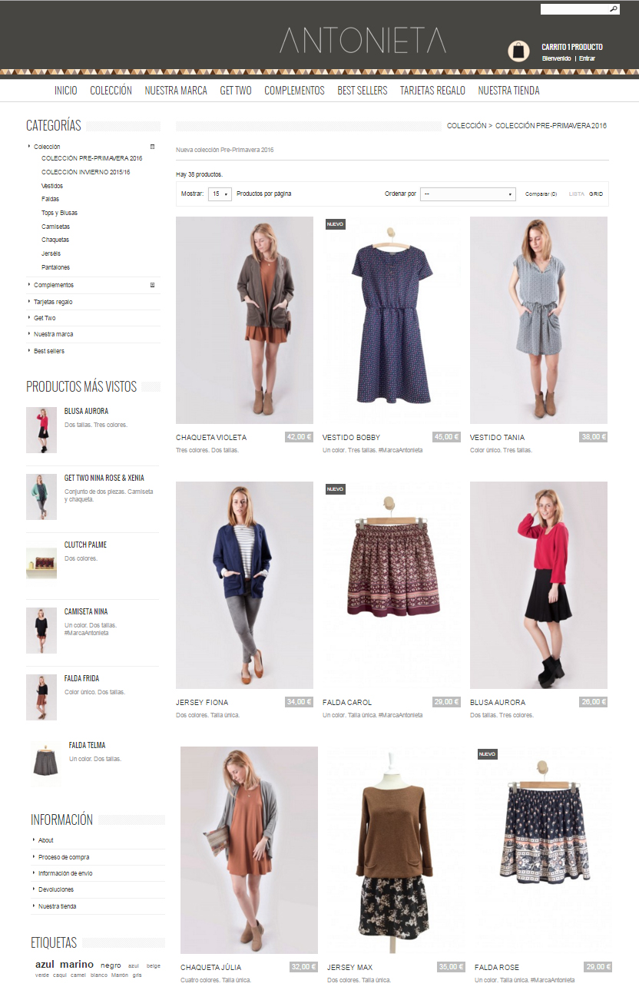 ANTONIETA
CARRITO 1 PRODUCTO
Bienvenido | Entrar
INICIO COLECCIÓN NUESTRA MARCA GET TWO COMPLEMENTOS BEST SELLERS TARJETAS REGALO NUESTRA TIENDA
CATEGORÍAS
Colección
COLECCIÓN PRE-PRIMAVERA 2016
COLECCIÓN INVIERNO 2015/16
Vestidos
Faldas
Tops y Blusas
Camisetas
Chaquetas
Jerséis
Pantalones
Complementos
Tarjetas regalo
Get Two
Nuestra marca
Best sellers
PRODUCTOS MÁS VISTOS
BLUSA AURORA
Dos tallas. Tres colores.
GET TWO NINA ROSE & XENIA
Conjunto de dos piezas. Camiseta
y chaqueta.
CLUTCH PALME
Dos colores.
CAMISETA NINA
Un color. Dos tallas.
#MarcaAntonieta
FALDA FRIDA
Color único. Dos tallas.
FALDA TELMA
Un color. Dos tallas.
INFORMACIÓN
About
Proceso de compra
Información de envío
Devoluciones
Nuestra tienda
ETIQUETAS
azul marino negro azul beige
verde caqui camel blanco Marrón gris
COLECCIÓN > COLECCIÓN PRE-PRIMAVERA 2016
Nueva colección Pre-Primavera 2016
Hay 38 productos.
Mostrar: 15 Productos por página Ordenar por -- Comparar (0) LISTA GRID
NUEVO
CHAQUETA VIOLETA 42,00 €
Tres colores. Dos tallas.
VESTIDO BOBBY 45,00 €
Un color. Tres tallas. #MarcaAntonieta
VESTIDO TANIA 38,00 €
Color único. Tres tallas.
NUEVO
JERSEY FIONA 34,00 €
Dos colores. Talla única.
FALDA CAROL 29,00 €
Un color. Talla única. #MarcaAntonieta
BLUSA AURORA 26,00 €
Dos tallas. Tres colores.
NUEVO
CHAQUETA JÚLIA 32,00 €
Cuatro colores. Talla única.
JERSEY MAX 35,00 €
Dos colores. Talla única.
FALDA ROSE 29,00 €
Un color. Talla única. #MarcaAntonieta